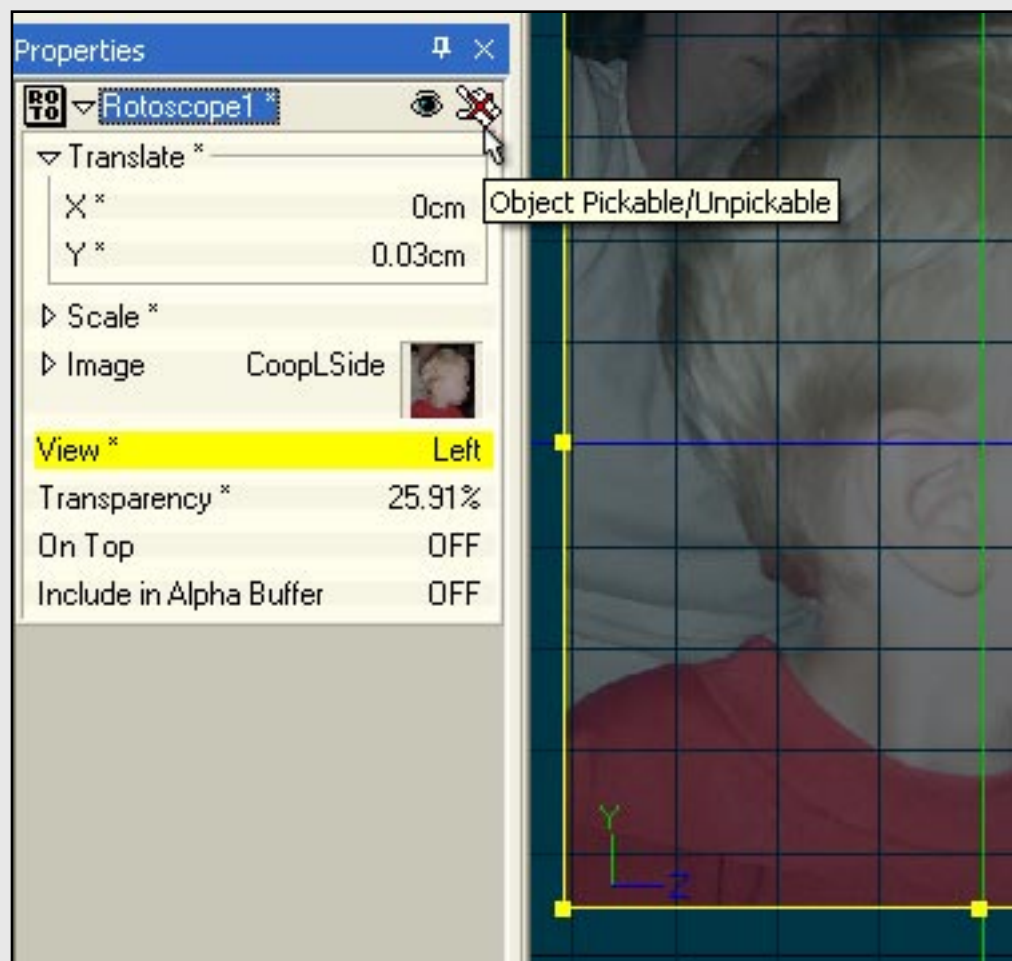 Properties
ROTO Rotoscope1 *
Translate *
X * 0cm
Object Pickable/Unpickable
Y * 0.03cm
Scale *
Image CoopLSide
View * Left
Transparency * 25.91%
On Top OFF
Include in Alpha Buffer OFF
Y
Z